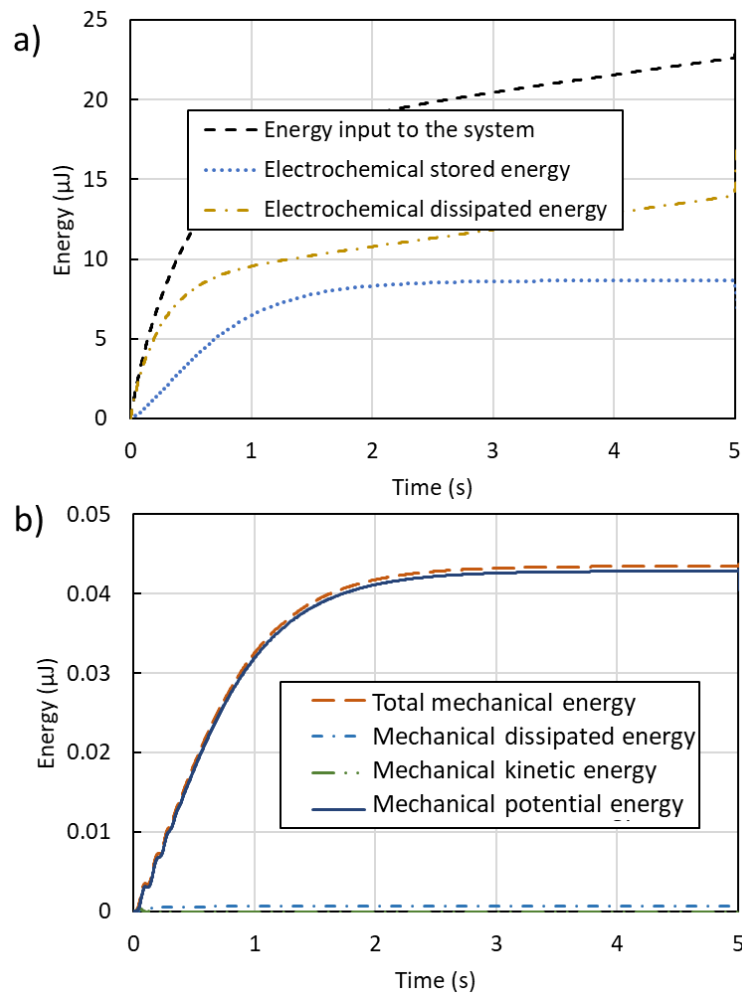 a)
25
20
15
10
5
0
Energy (µJ)
Energy input to the system
Electrochemical stored energy
Electrochemical dissipated energy
0 1 2 3 4 5
Time (s)
b)
0.05
0.04
0.03
0.02
0.01
0
Energy (µJ)
Total mechanical energy
Mechanical dissipated energy
Mechanical kinetic energy
Mechanical potential energy
0 1 2 3 4 5
Time (s)